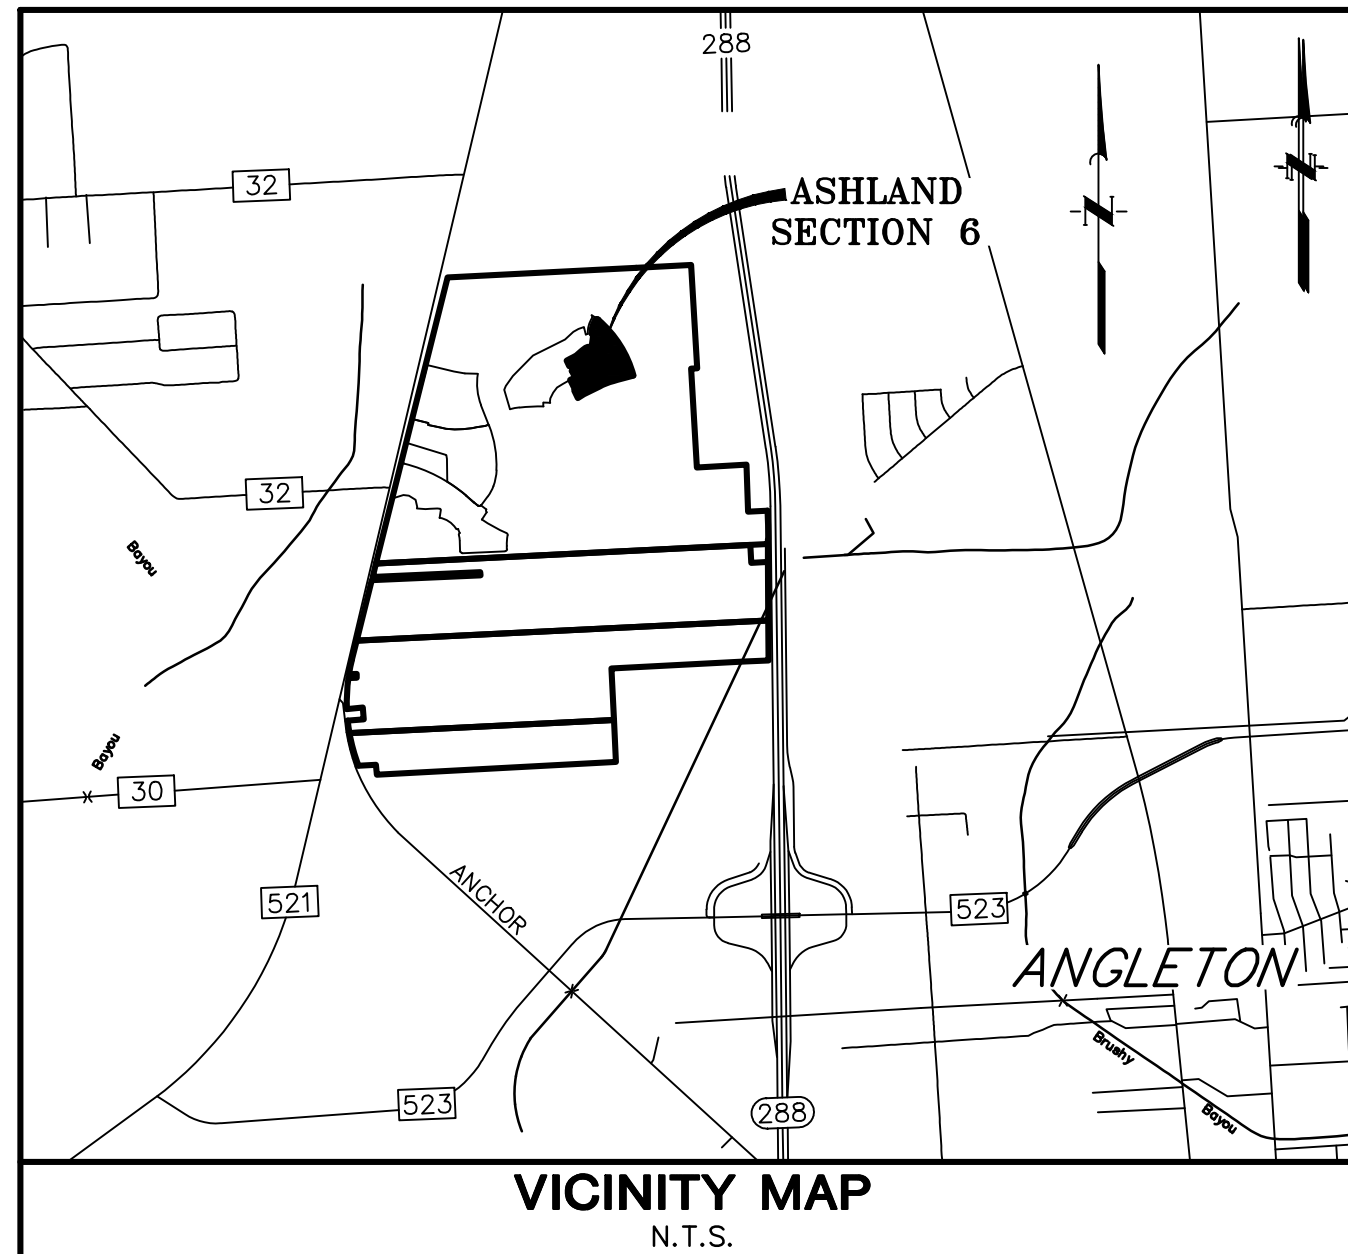 288
32
ASHLAND
SECTION 6
N
N
32
Bayou
Bayou
30
521
ANCHOR
523
ANGLETON
Brushy
Bayou
523
288
VICINITY MAP
N.T.S.